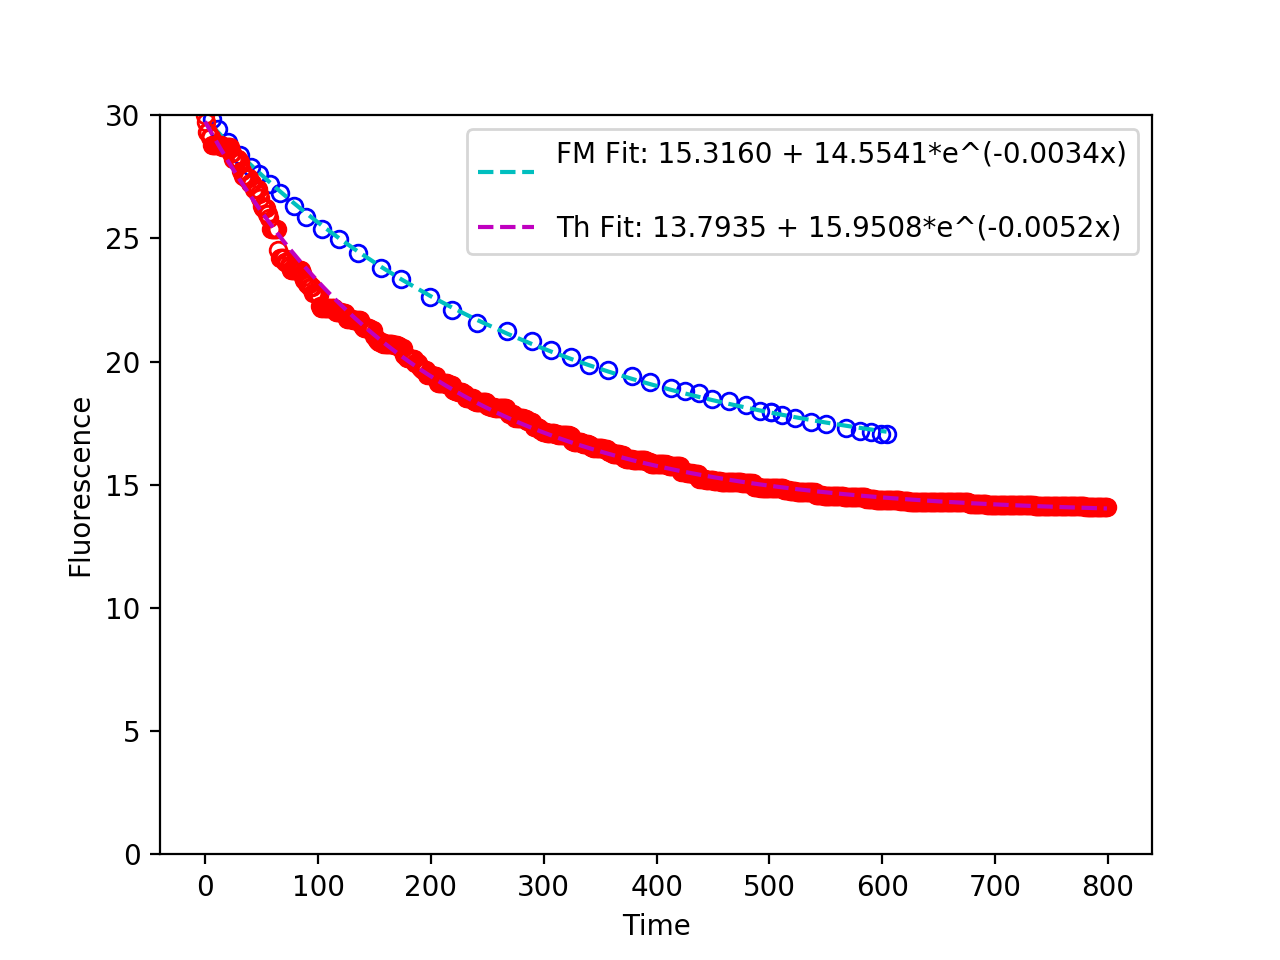 FM Fit: 15.3160 + 14.5541*e^(-0.0034x)
Th Fit: 13.7935 + 15.9508*e^(-0.0052x)
30
25
20
15
10
5
0
Fluorescence
0 100 200 300 400 500 600 700 800
Time